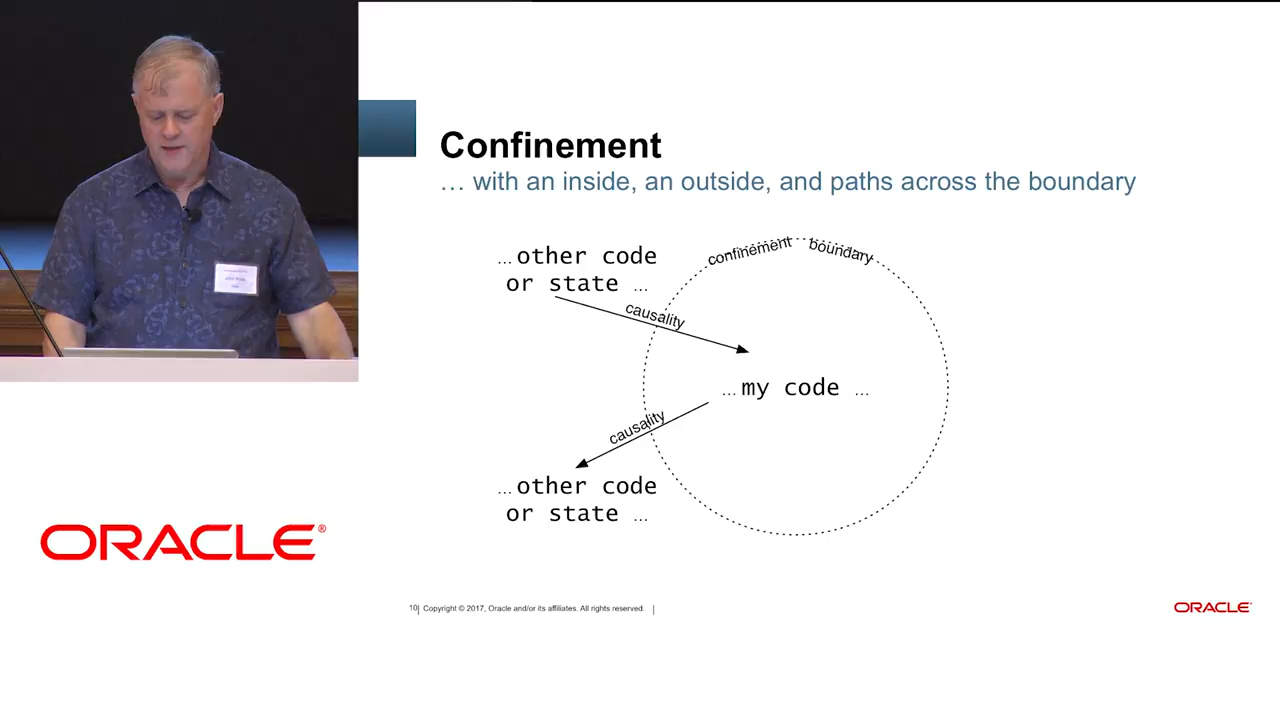 Confinement
… with an inside, an outside, and paths across the boundary
… other code
or state …
confinement boundary
causality
… my code …
causality
… other code
or state …
ORACLE®
10 | Copyright © 2017, Oracle and/or its affiliates. All rights reserved. |
ORACLE®